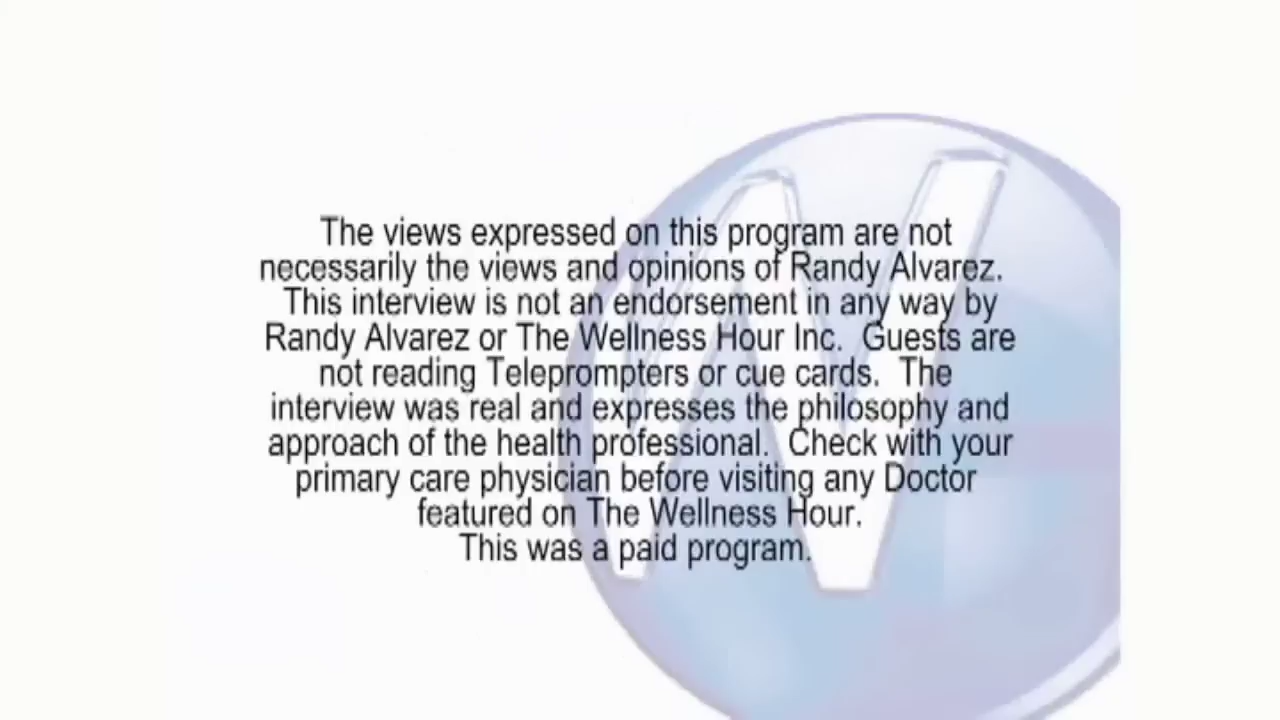 The views expressed on this program are not
necessarily the views and opinions of Randy Alvarez.
This interview is not an endorsement in any way by
Randy Alvarez or The Wellness Hour Inc.  Guests are
not reading Teleprompters or cue cards.  The
interview was real and expresses the philosophy and
approach of the health professional.  Check with your
primary care physician before visiting any Doctor
featured on The Wellness Hour.
This was a paid program.